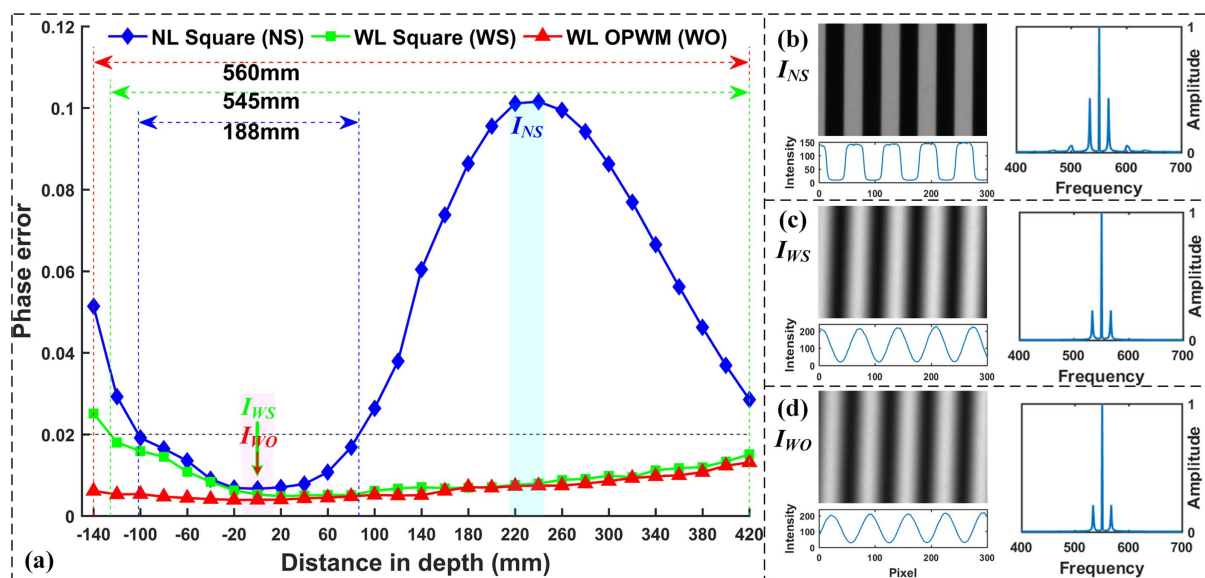 NL Square (NS) WL Square (WS) WL OPWM (WO)
560mm
545mm
188mm
0.12
0.1
0.08
0.06
0.04
0.02
0
Phase error
I_NS
I_WS
I_WO
-140 -100 -60 -20 20 60 100 140 180 220 260 300 340 380 420
Distance in depth (mm)
(a)
(b)
I_NS
150
100
50
0
Intensity
0 100 200 300
1
0
Amplitude
400 500 600 700
Frequency
(c)
I_WS
200
100
0
Intensity
0 100 200 300
1
0
Amplitude
400 500 600 700
Frequency
(d)
I_WO
200
100
0
Intensity
0 100 200 300
Pixel
1
0
Amplitude
400 500 600 700
Frequency